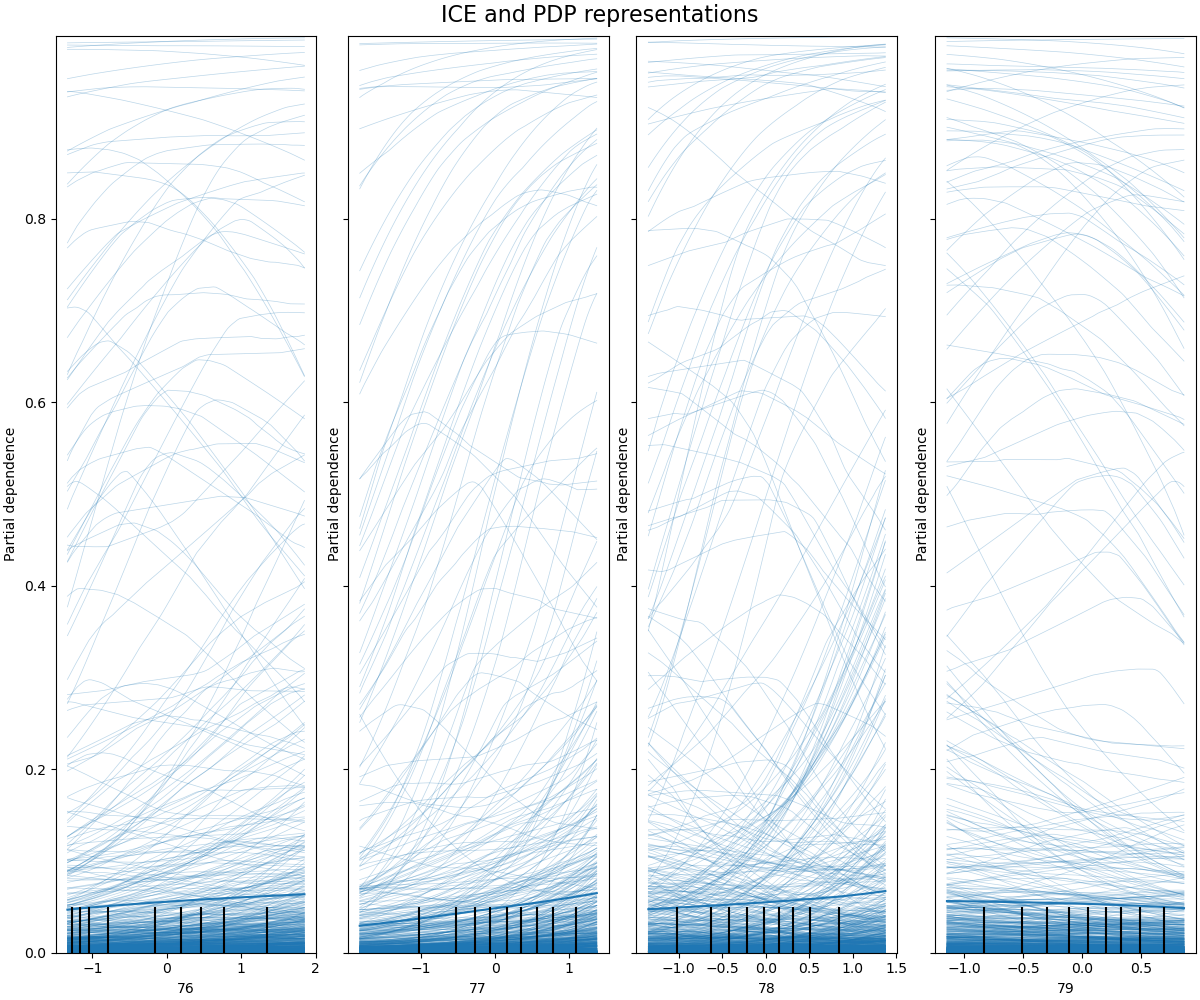 ICE and PDP representations
Partial dependence
0.8
0.6
0.4
0.2
0.0
−1 0 1 2
76
Partial dependence
−1 0 1
77
Partial dependence
−1.0 −0.5 0.0 0.5 1.0 1.5
78
Partial dependence
−1.0 −0.5 0.0 0.5
79